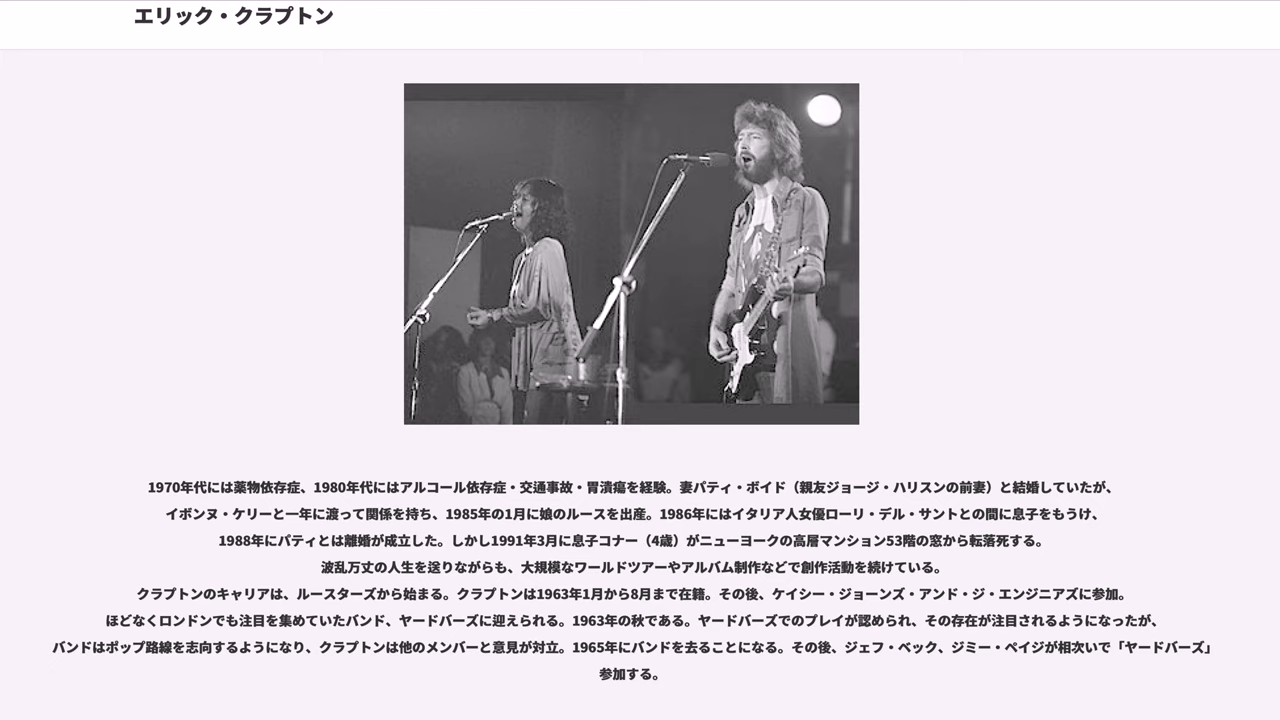 エリック・クラプトン
1970年代には薬物依存症、1980年代にはアルコール依存症・交通事故・胃潰瘍を経験。妻パティ・ボイド（親友ジョージ・ハリスンの前妻）と結婚していたが、
イボンヌ・ケリーと一年に渡って関係を持ち、1985年の1月に娘のルースを出産。1986年にはイタリア人女優ローリ・デル・サントとの間に息子をもうけ、
1988年にパティとは離婚が成立した。しかし1991年3月に息子コナー（4歳）がニューヨークの高層マンション53階の窓から転落死する。
波乱万丈の人生を送りながらも、大規模なワールドツアーやアルバム制作などで創作活動を続けている。
クラプトンのキャリアは、ルースターズから始まる。クラプトンは1963年1月から8月まで在籍。その後、ケイシー・ジョーンズ・アンド・ジ・エンジニアズに参加。
ほどなくロンドンでも注目を集めていたバンド、ヤードバーズに迎えられる。1963年の秋である。ヤードバーズでのプレイが認められ、その存在が注目されるようになったが、
バンドはポップ路線を志向するようになり、クラプトンは他のメンバーと意見が対立。1965年にバンドを去ることになる。その後、ジェフ・ベック、ジミー・ペイジが相次いで「ヤードバーズ」
参加する。